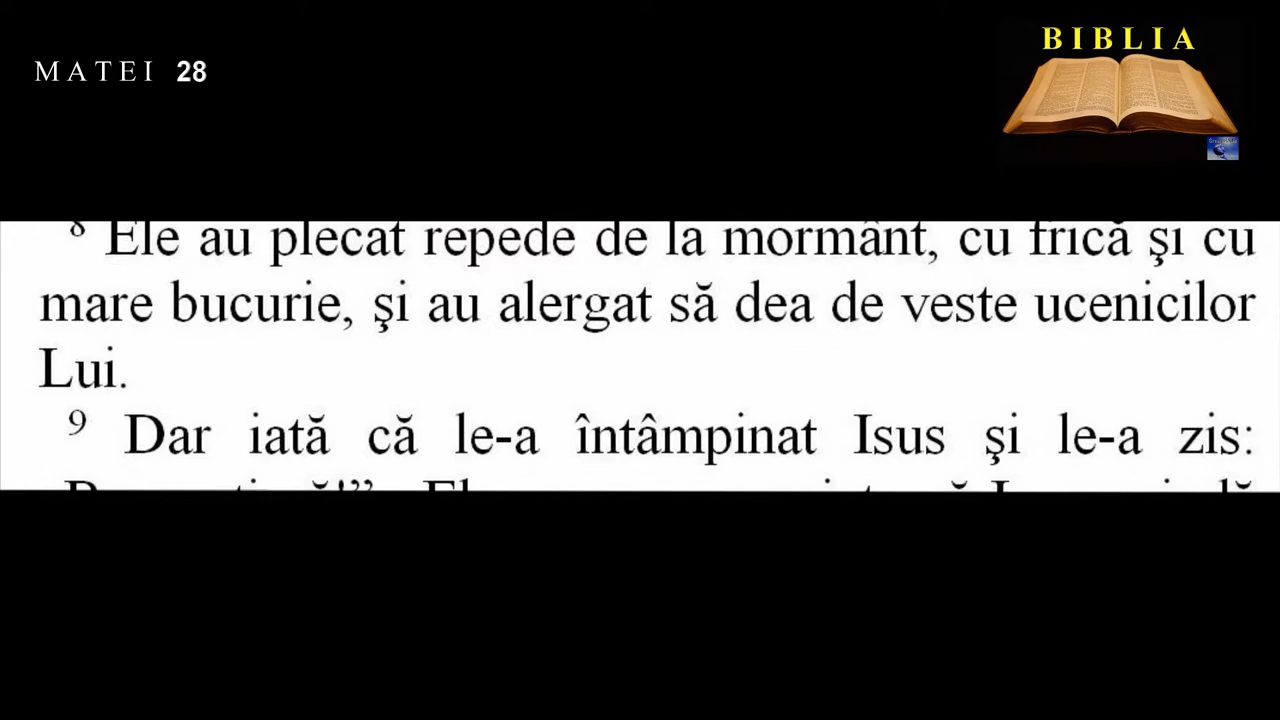 BIBLIA
MATEI 28
8 Ele au plecat repede de la mormânt, cu frică şi cu
mare bucurie, şi au alergat să dea de veste ucenicilor
Lui.
9 Dar iată că le-a întâmpinat Isus şi le-a zis: